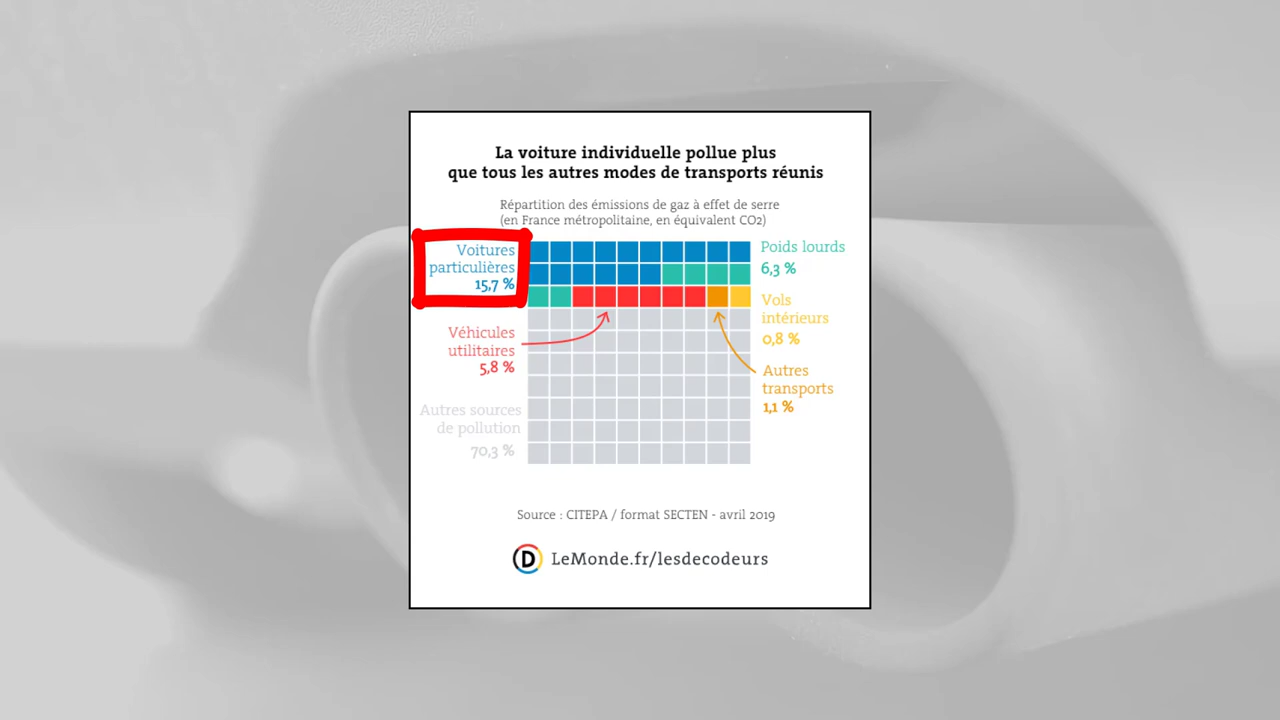 La voiture individuelle pollue plus
que tous les autres modes de transports réunis
Répartition des émissions de gaz à effet de serre
(en France métropolitaine, en équivalent CO2)
Voitures
particulières
15,7 %
Poids lourds
6,3 %
Vols
intérieurs
0,8 %
Véhicules
utilitaires
5,8 %
Autres
transports
1,1 %
Autres sources
de pollution
70,3 %
Source : CITEPA / format SECTEN - avril 2019
D LeMonde.fr/lesdecodeurs